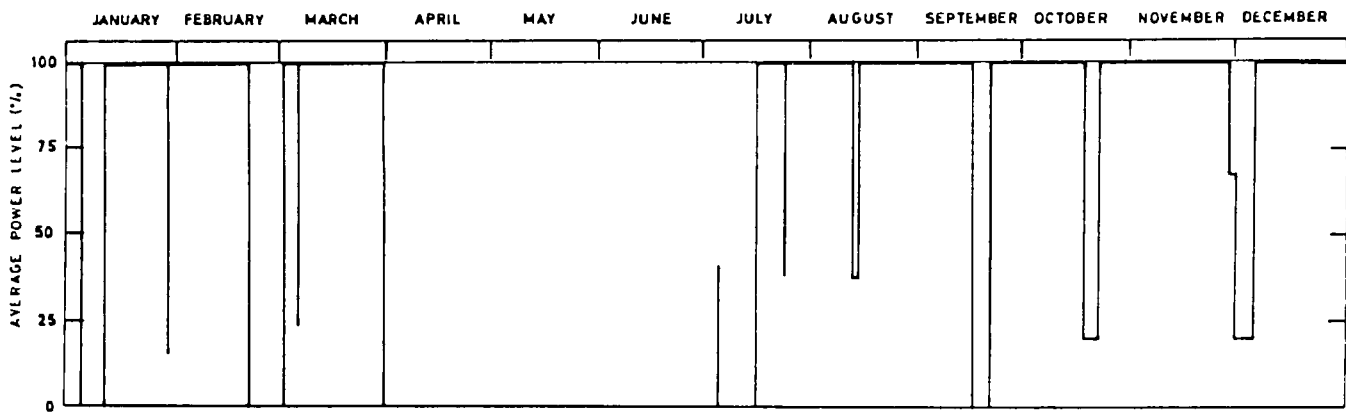 JANUARY FEBRUARY MARCH APRIL MAY JUNE JULY AUGUST SEPTEMBER OCTOBER NOVEMBER DECEMBER
100
75
50
25
0
AVERAGE POWER LEVEL (%)